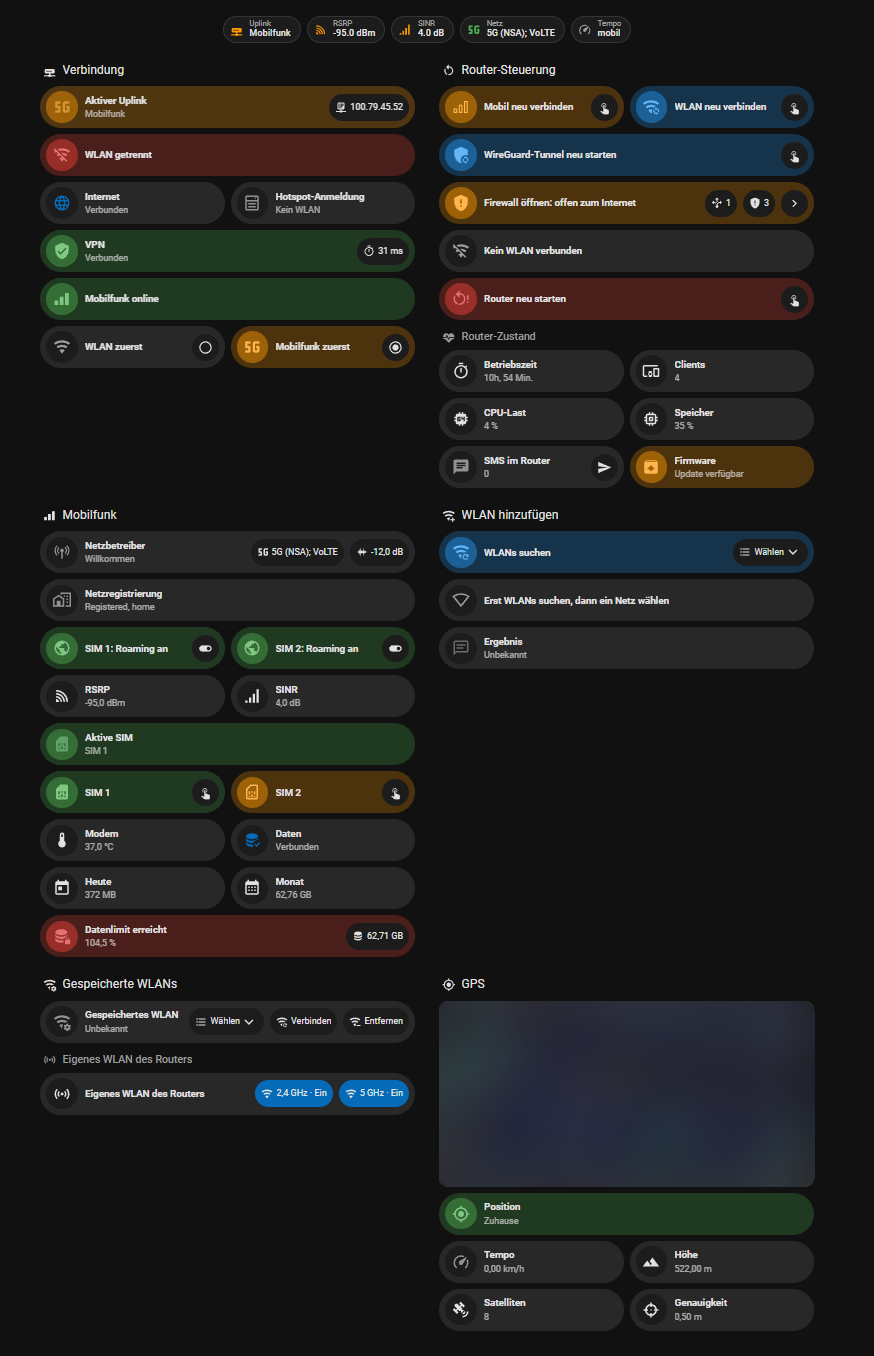 Uplink
Mobilfunk
RSRP
-95.0 dBm
SINR
4.0 dB
5G
Netz
5G (NSA); VoLTE
Tempo
mobil
Verbindung
5G
Aktiver Uplink
Mobilfunk
100.79.45.52
WLAN getrennt
Internet
Verbunden
Hotspot-Anmeldung
Kein WLAN
VPN
Verbunden
31 ms
Mobilfunk online
WLAN zuerst
5G
Mobilfunk zuerst
Router-Steuerung
Mobil neu verbinden
WLAN neu verbinden
WireGuard-Tunnel neu starten
Firewall öffnen: offen zum Internet
1
3
Kein WLAN verbunden
Router neu starten
Router-Zustand
Betriebszeit
10h, 54 Min.
Clients
4
CPU-Last
4 %
Speicher
35 %
SMS im Router
0
Firmware
Update verfügbar
Mobilfunk
Netzbetreiber
Willkommen
5G 5G (NSA); VoLTE
-12,0 dB
Netzregistrierung
Registered, home
SIM 1: Roaming an
SIM 2: Roaming an
RSRP
-95,0 dBm
SINR
4,0 dB
Aktive SIM
SIM 1
SIM 1
SIM 2
Modem
37,0 °C
Daten
Verbunden
Heute
372 MB
Monat
62,76 GB
Datenlimit erreicht
104,5 %
62,71 GB
WLAN hinzufügen
WLANs suchen
Wählen
Erst WLANs suchen, dann ein Netz wählen
Ergebnis
Unbekannt
Gespeicherte WLANs
Gespeichertes WLAN
Unbekannt
Wählen
Verbinden
Entfernen
Eigenes WLAN des Routers
Eigenes WLAN des Routers
2,4 GHz · Ein
5 GHz · Ein
GPS
Position
Zuhause
Tempo
0,00 km/h
Höhe
522,00 m
Satelliten
8
Genauigkeit
0,50 m